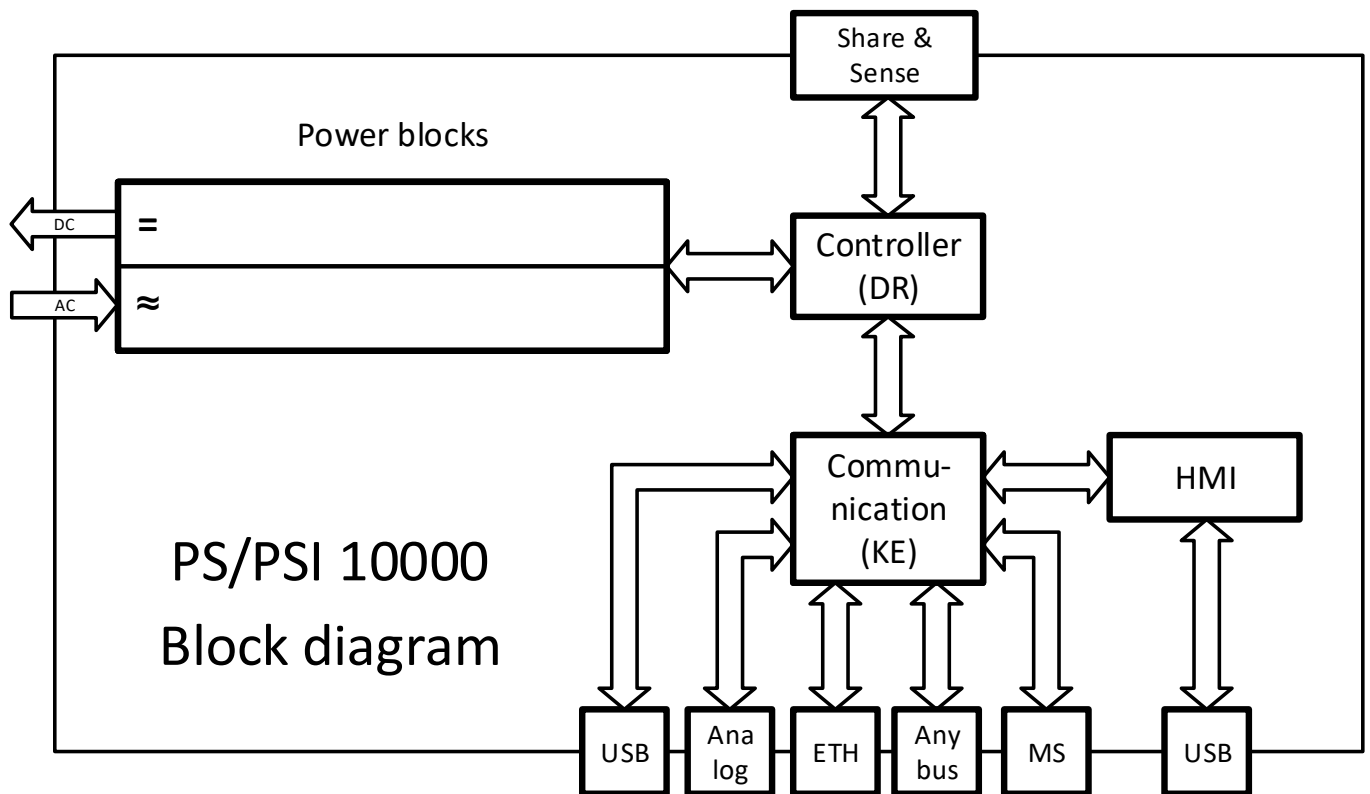 Share &
Sense
Power blocks
DC
=
AC
≈
Controller
(DR)
Commu-
nication
(KE)
HMI
PS/PSI 10000
Block diagram
USB
Ana
log
ETH
Any
bus
MS
USB